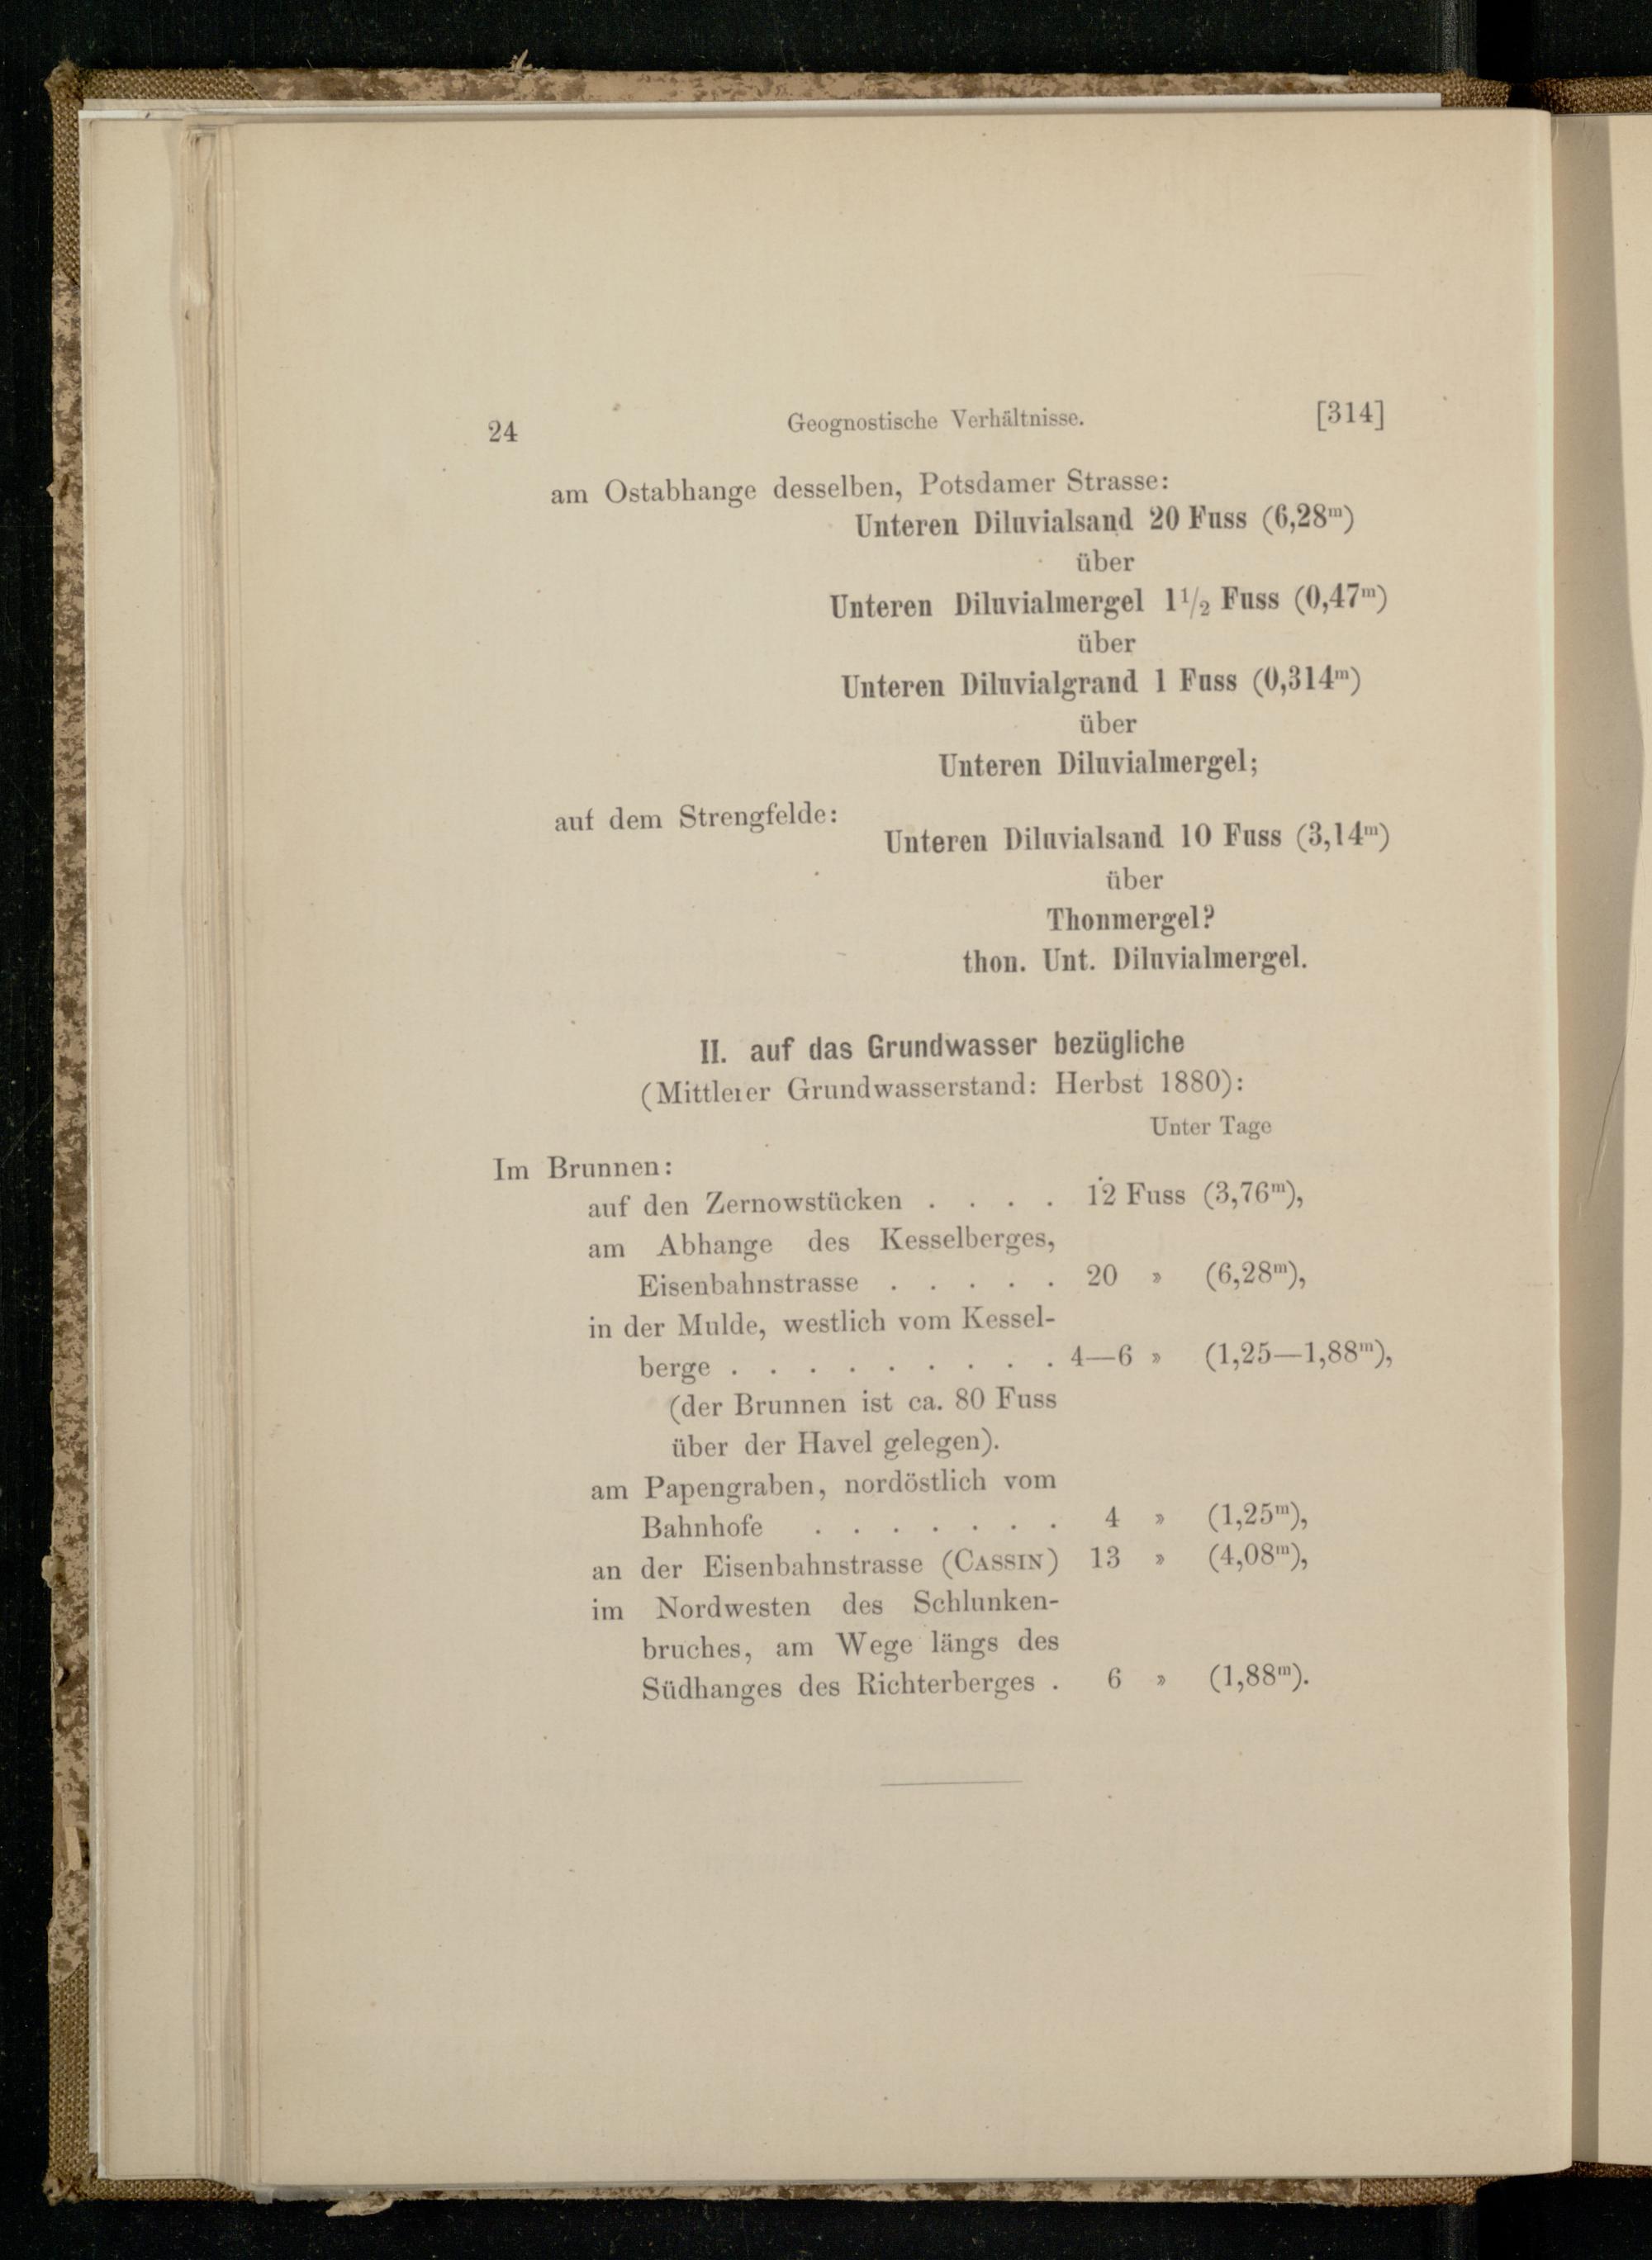 24 Geognostische Verhältnisse. [314]
am Ostabhange desselben, Potsdamer Strasse:
Unteren Diluvialsand 20 Fuss (6,28ᵐ)
über
Unteren Diluvialmergel 1¹/₂ Fuss (0,47ᵐ)
über
Unteren Diluvialgrand 1 Fuss (0,314ᵐ)
über
Unteren Diluvialmergel;
auf dem Strengfelde:
Unteren Diluvialsand 10 Fuss (3,14ᵐ)
über
Thonmergel?
thon. Unt. Diluvialmergel.
II. auf das Grundwasser bezügliche
(Mittlerer Grundwasserstand: Herbst 1880):
Unter Tage
Im Brunnen:
auf den Zernowstücken . . . . 12 Fuss (3,76ᵐ),
am Abhange des Kesselberges,
Eisenbahnstrasse . . . . . 20 » (6,28ᵐ),
in der Mulde, westlich vom Kessel-
berge . . . . . . . . . 4—6 » (1,25—1,88ᵐ),
(der Brunnen ist ca. 80 Fuss
über der Havel gelegen).
am Papengraben, nordöstlich vom
Bahnhofe . . . . . . . 4 » (1,25ᵐ),
an der Eisenbahnstrasse (CASSIN) 13 » (4,08ᵐ),
im Nordwesten des Schlunken-
bruches, am Wege längs des
Südhanges des Richterberges . 6 » (1,88ᵐ).